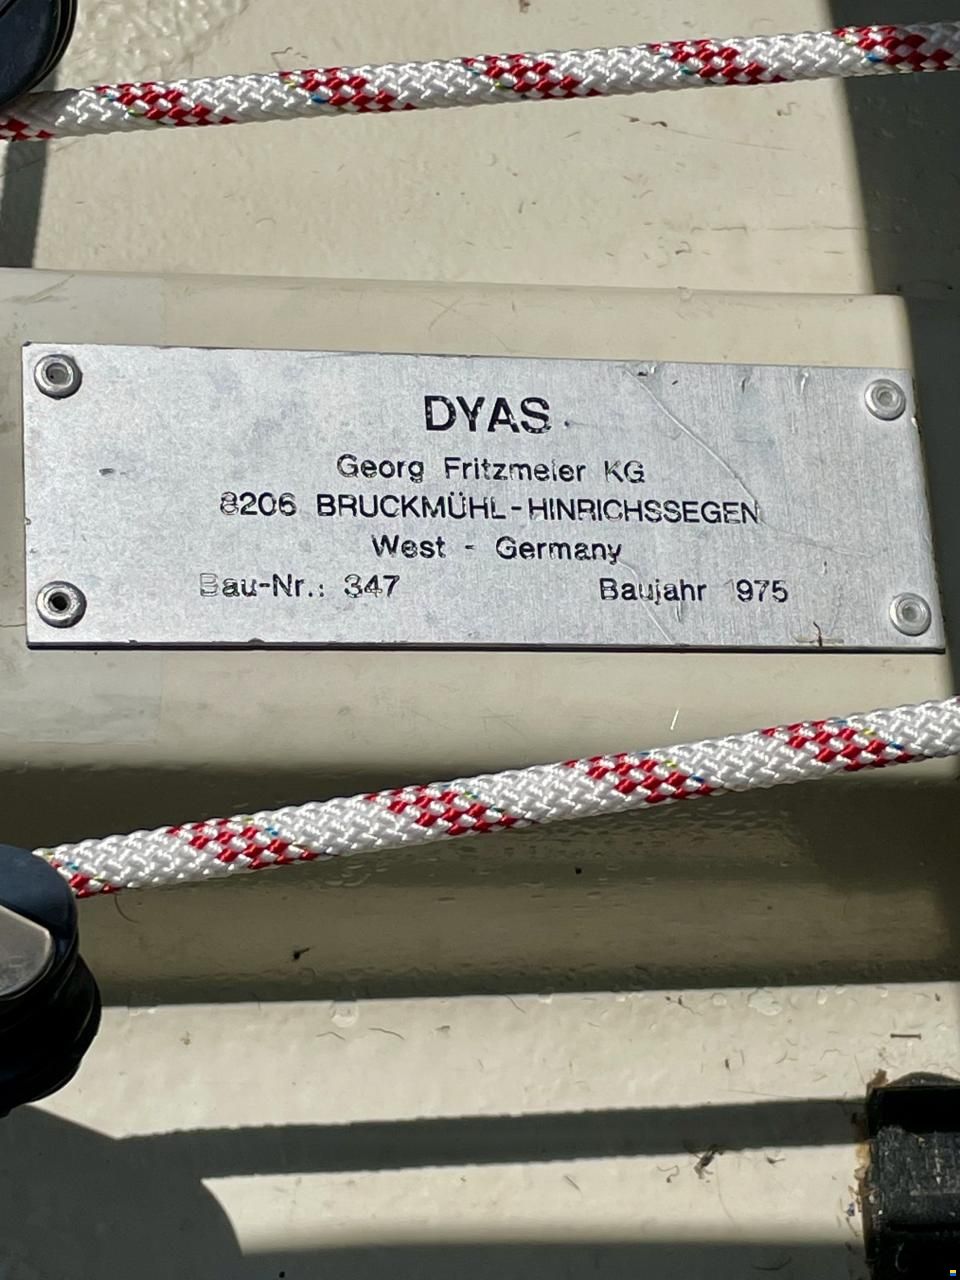 DYAS
Georg Fritzmeier KG
8206 BRUCKMÜHL-HINRICHSSEGEN
West - Germany
Bau-Nr.: 347 Baujahr 1975